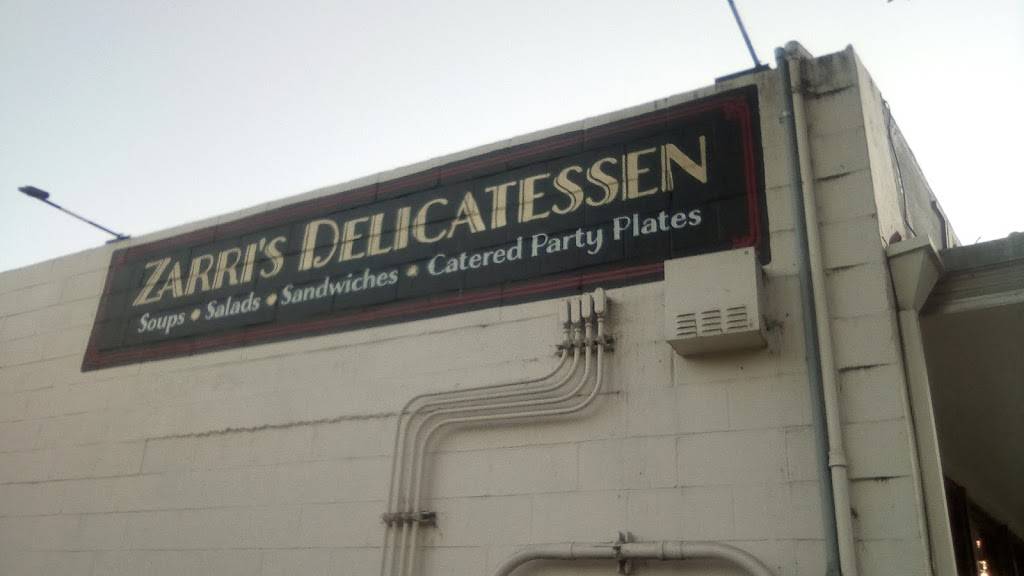 ZARRI'S DELICATESSEN
Soups • Salads • Sandwiches • Catered Party Plates